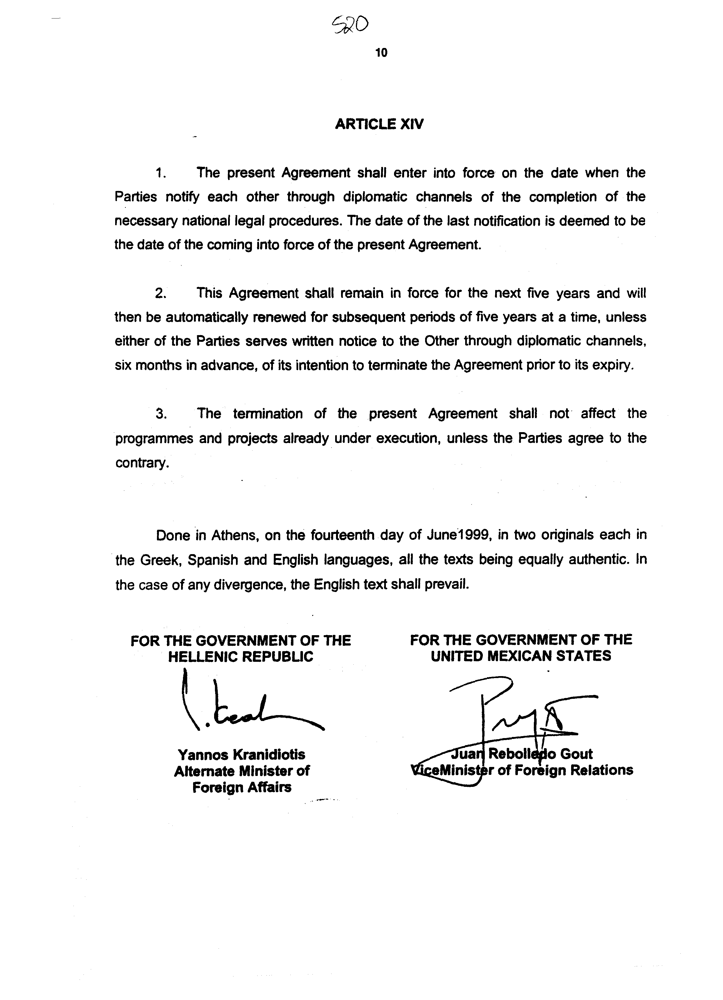 520
10
ARTICLE XIV
1. The present Agreement shall enter into force on the date when the
Parties notify each other through diplomatic channels of the completion of the
necessary national legal procedures. The date of the last notification is deemed to be
the date of the coming into force of the present Agreement.
2. This Agreement shall remain in force for the next five years and will
then be automatically renewed for subsequent periods of five years at a time, unless
either of the Parties serves written notice to the Other through diplomatic channels,
six months in advance, of its intention to terminate the Agreement prior to its expiry.
3. The termination of the present Agreement shall not affect the
programmes and projects already under execution, unless the Parties agree to the
contrary.
Done in Athens, on the fourteenth day of June1999, in two originals each in
the Greek, Spanish and English languages, all the texts being equally authentic. In
the case of any divergence, the English text shall prevail.
FOR THE GOVERNMENT OF THE
HELLENIC REPUBLIC
Yannos Kranidiotis
Alternate Minister of
Foreign Affairs
FOR THE GOVERNMENT OF THE
UNITED MEXICAN STATES
Juan Rebolledo Gout
ViceMinister of Foreign Relations